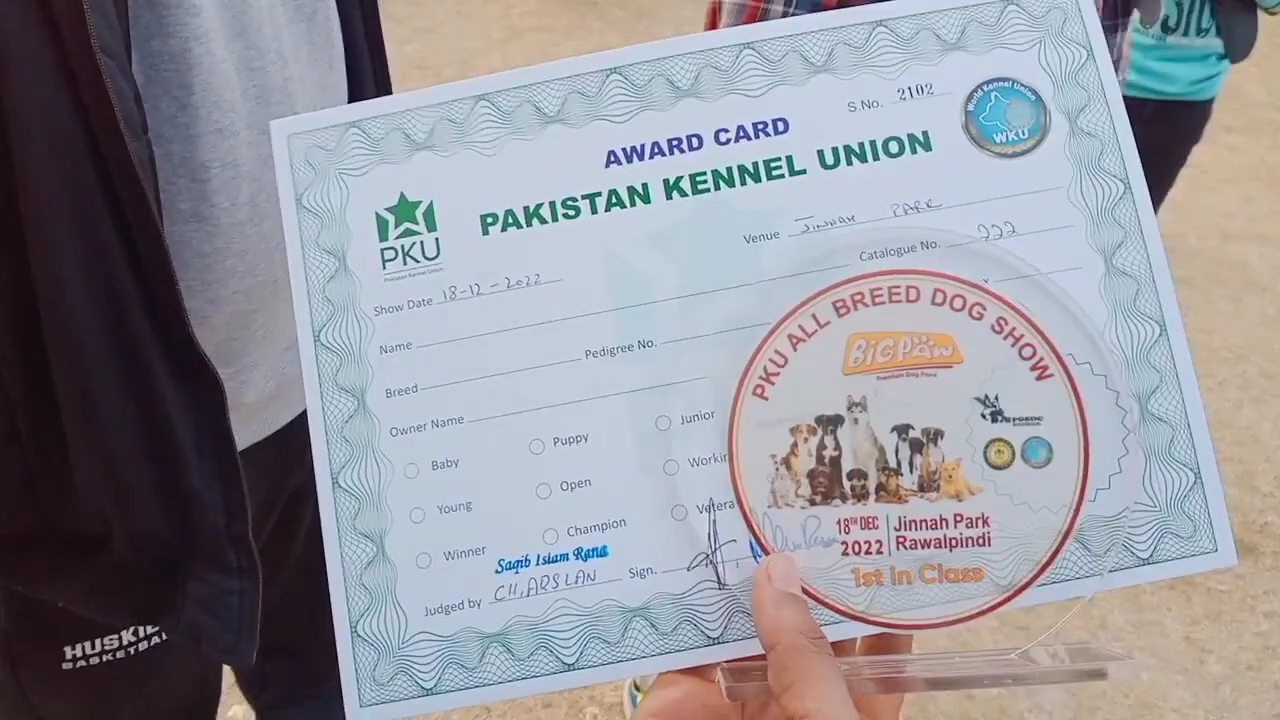 S.No. 2102
AWARD CARD
PAKISTAN KENNEL UNION
World Kennel Union
WKU
PKU
Pakistan Kennel Union
Venue JINNAH PARK
Show Date 18-12-2022
Catalogue No. 222
Name
Breed
Pedigree No.
Owner Name
Baby
Puppy
Junior
Young
Open
Workin
Winner
Champion
Vetera
Saqib Islam Rana
Judged by CH, ARSLAN Sign.
PKU ALL BREED DOG SHOW
BiGPaw
Premium Dog Food
18TH DEC 2022
Jinnah Park
Rawalpindi
1st In Class
HUSKIE
BASKETBAL